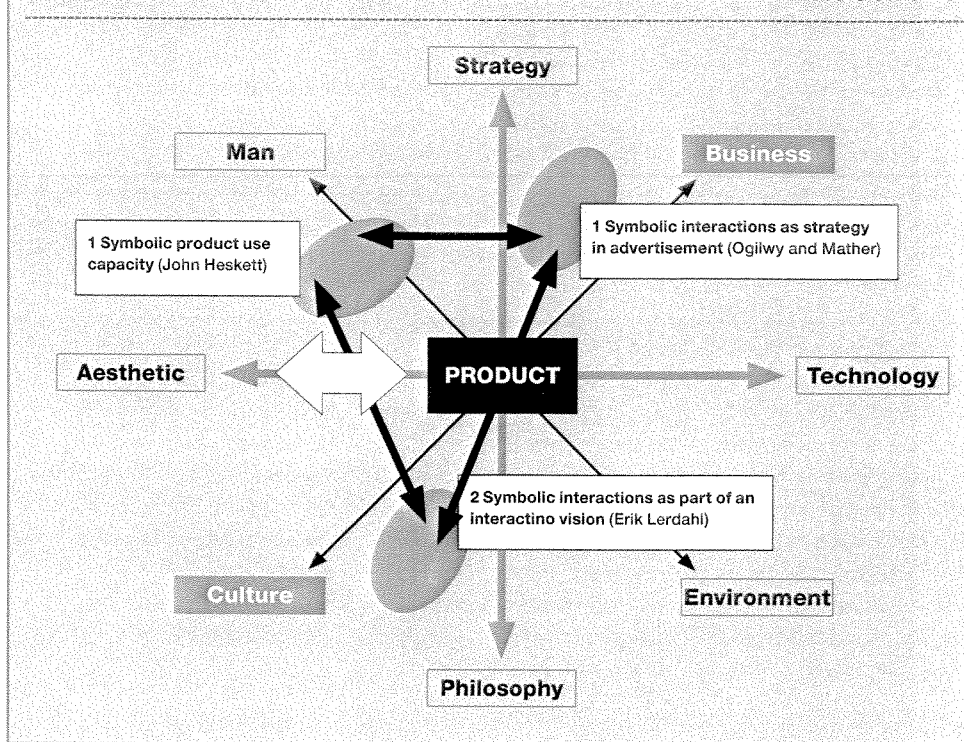 Strategy
Man
Business
1 Symbolic product use
capacity (John Heskett)
1 Symbolic interactions as strategy
in advertisement (Ogilwy and Mather)
Aesthetic
PRODUCT
Technology
2 Symbolic interactions as part of an
interactino vision (Erik Lerdahl)
Culture
Environment
Philosophy